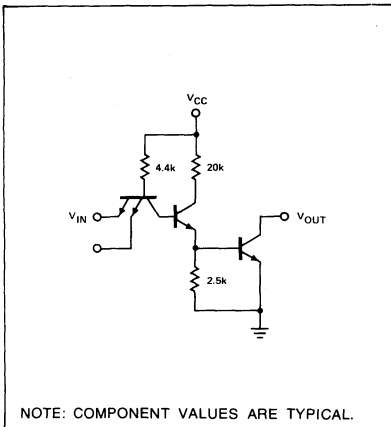 VCC
4.4k 20k
VIN VOUT
2.5k
NOTE: COMPONENT VALUES ARE TYPICAL.